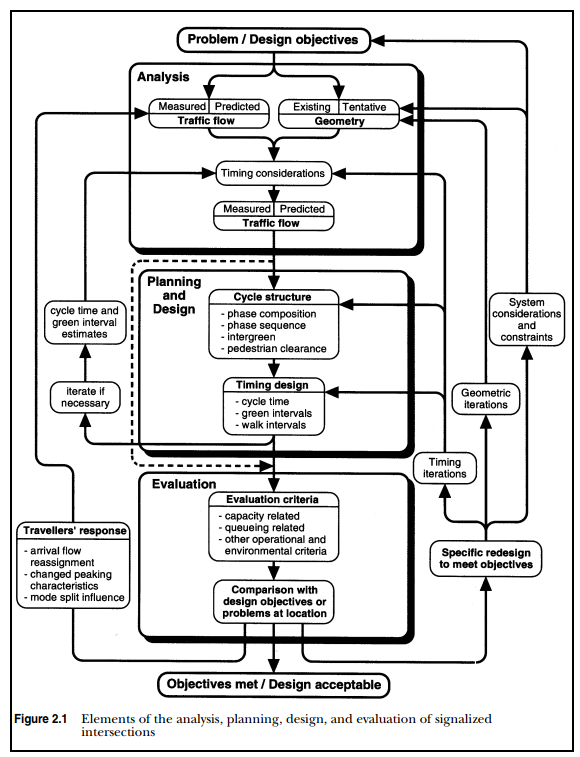 Problem / Design objectives
Analysis
Measured Predicted
Traffic flow
Existing Tentative
Geometry
Timing considerations
Measured Predicted
Traffic flow
Planning
and
Design
Cycle structure
- phase composition
- phase sequence
- intergreen
- pedestrian clearance
cycle time and
green interval
estimates
System
considerations
and
constraints
Timing design
- cycle time
- green intervals
- walk intervals
iterate if
necessary
Geometric
iterations
Timing
iterations
Evaluation
Evaluation criteria
- capacity related
- queueing related
- other operational and
environmental criteria
Travellers' response
- arrival flow
reassignment
- changed peaking
characteristics
- mode split influence
Specific redesign
to meet objectives
Comparison with
design objectives or
problems at location
Objectives met / Design acceptable
Figure 2.1 Elements of the analysis, planning, design, and evaluation of signalized
intersections